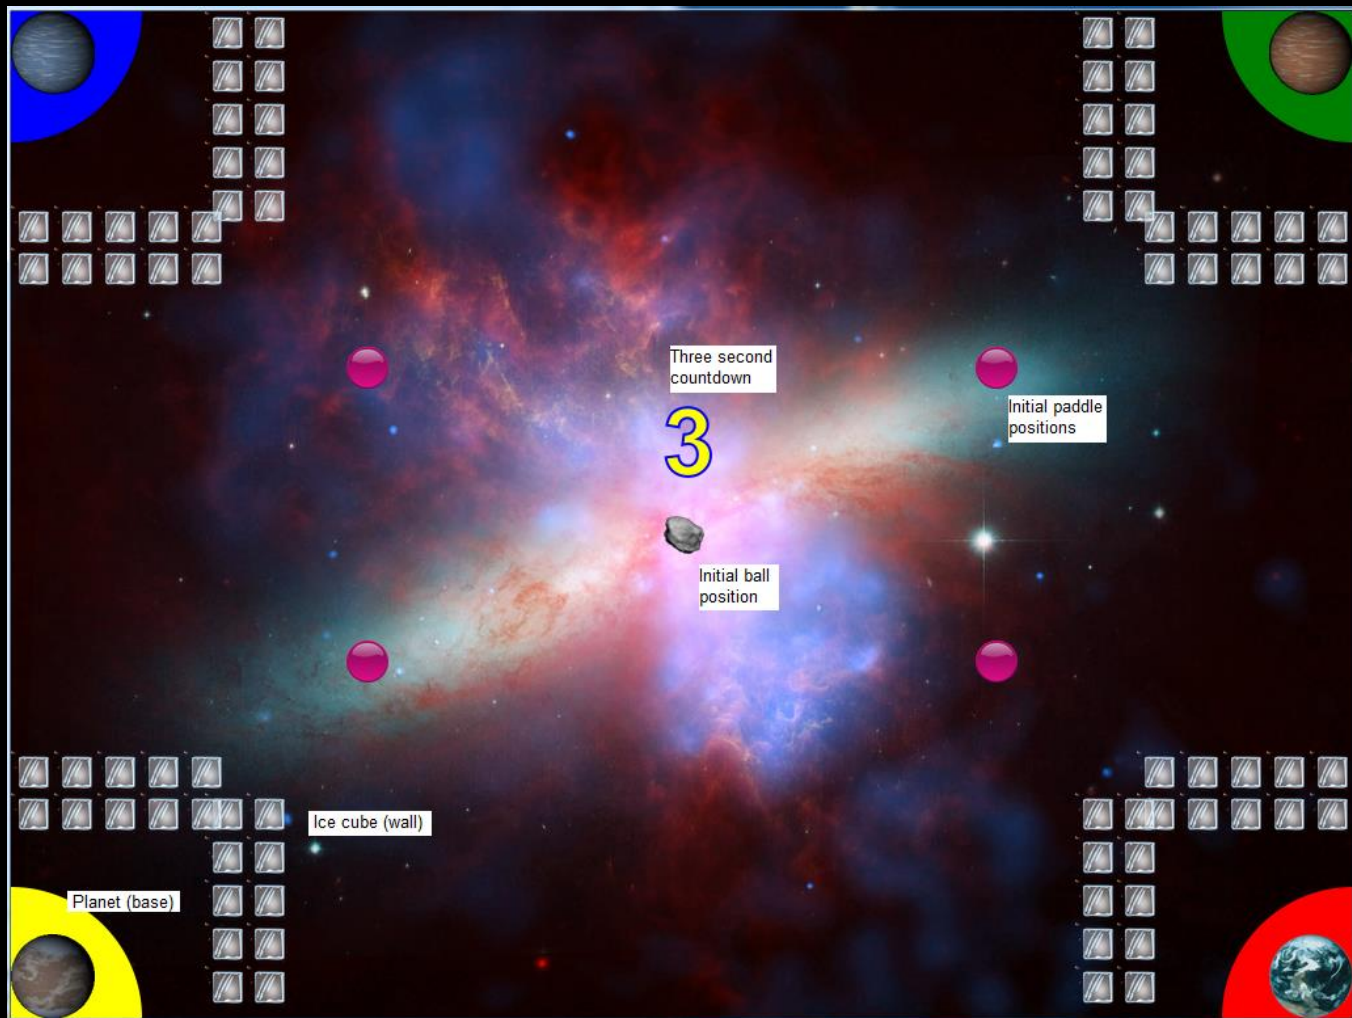 Three second
countdown
Initial paddle
positions
3
Initial ball
position
Ice cube (wall)
Planet (base)